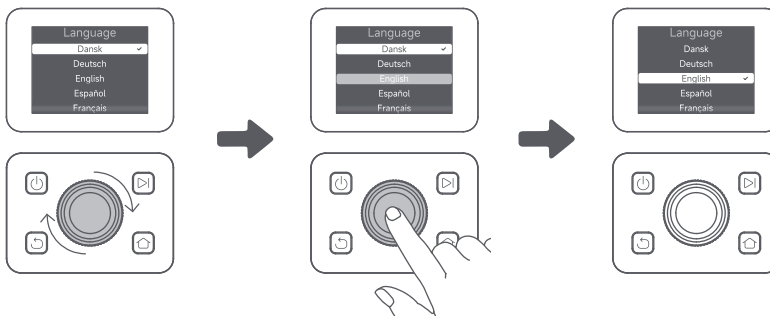 Language
Dansk
Deutsch
English
Español
Français
Language
Dansk
Deutsch
English
Español
Français
Language
Dansk
Deutsch
English
Español
Français